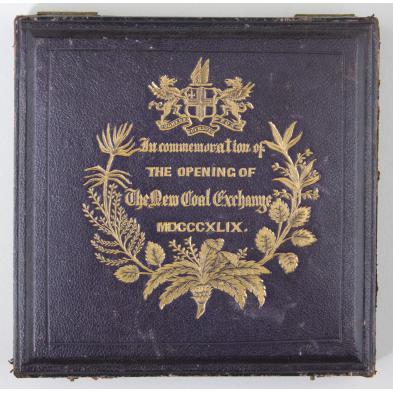 In commemoration of
THE OPENING OF
The New Coal Exchange
MDCCCXLIX.